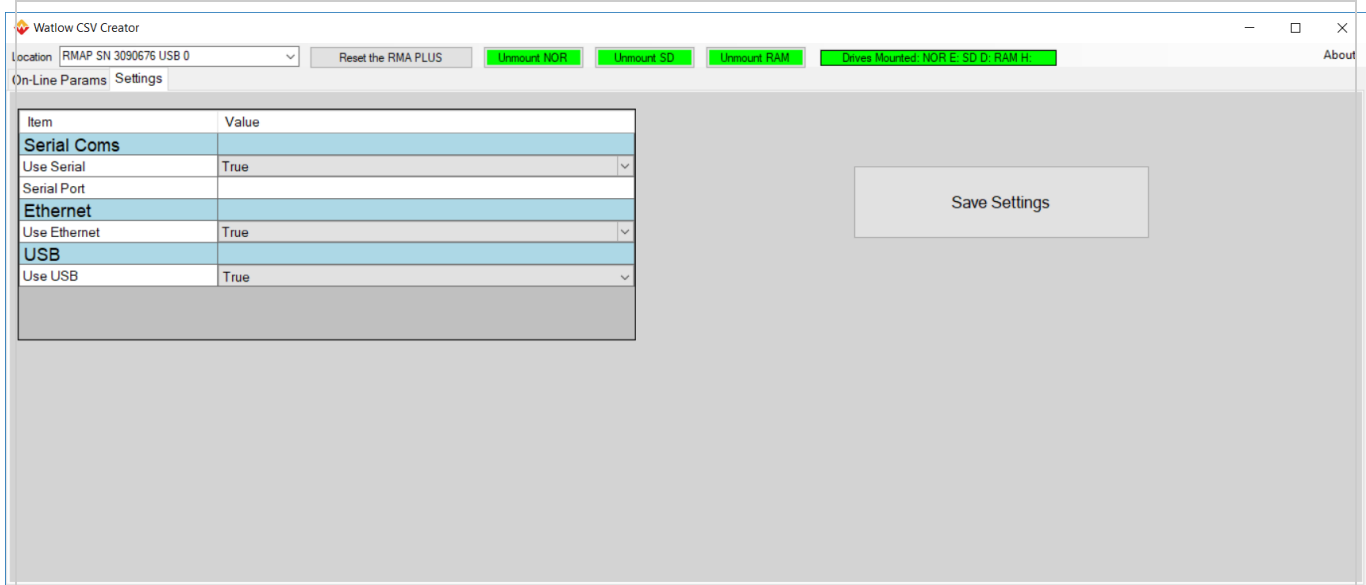 Watlow CSV Creator
Location RMAP SN 3090676 USB 0 Reset the RMA PLUS Unmount NOR Unmount SD Unmount RAM Drives Mounted: NOR E: SD D: RAM H: About
On-Line Params Settings
Item Value
Serial Coms
Use Serial True
Serial Port
Ethernet
Use Ethernet True
USB
Use USB True
Save Settings